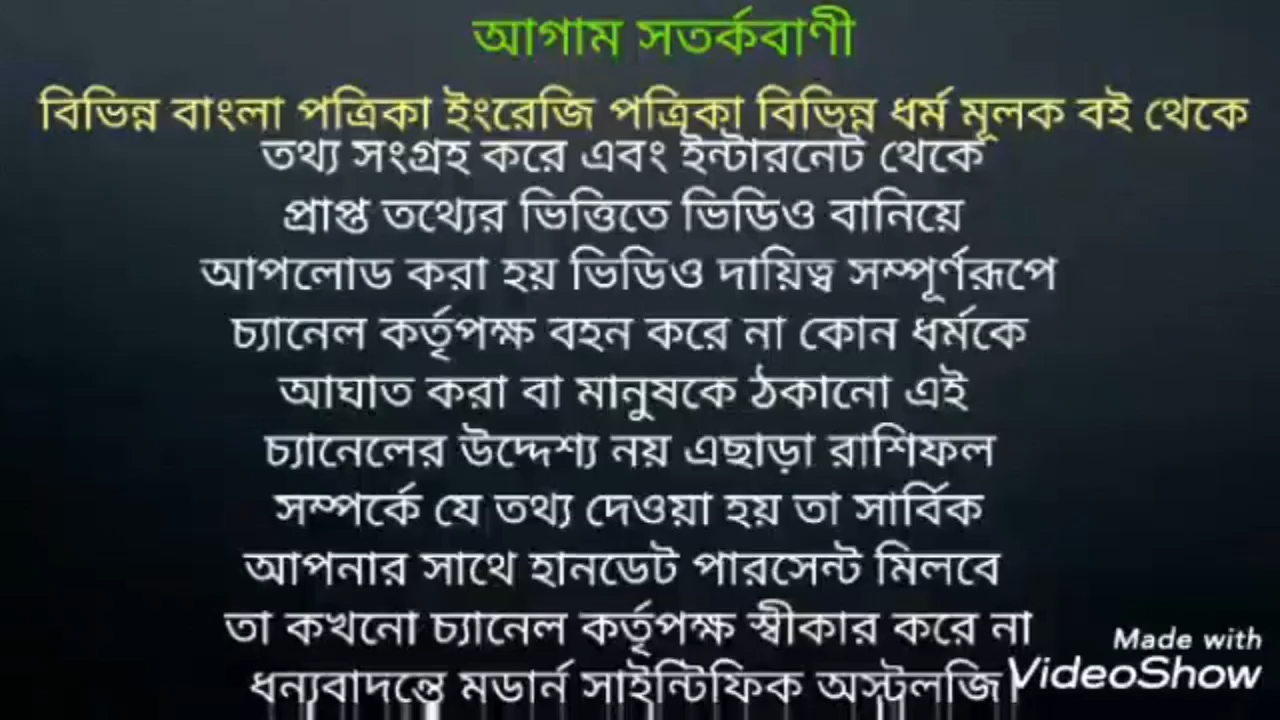 আগাম সতর্কবাণী
বিভিন্ন বাংলা পত্রিকা ইংরেজি পত্রিকা বিভিন্ন ধর্ম মূলক বই থেকে
তথ্য সংগ্রহ করে এবং ইন্টারনেট থেকে
প্রাপ্ত তথ্যের ভিত্তিতে ভিডিও বানিয়ে
আপলোড করা হয় ভিডিও দায়িত্ব সম্পূর্ণরূপে
চ্যানেল কর্তৃপক্ষ বহন করে না কোন ধর্মকে
আঘাত করা বা মানুষকে ঠকানো এই
চ্যানেলের উদ্দেশ্য নয় এছাড়া রাশিফল
সম্পর্কে যে তথ্য দেওয়া হয় তা সার্বিক
আপনার সাথে হানডেট পারসেন্ট মিলবে
তা কখনো চ্যানেল কর্তৃপক্ষ স্বীকার করে না
ধন্যবাদন্তে মডার্ন সাইন্টিফিক অস্ট্রলজি।
Made with
VideoShow